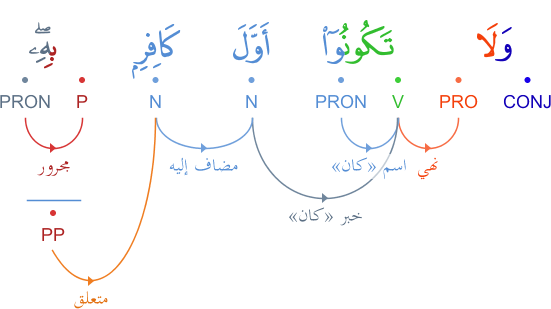 وَلَا تَكُونُوٓا۟ أَوَّلَ كَافِرٍۭ بِهِۦ ۖ
CONJ PRO V PRON N N P PRON
نهي اسم «كان» مضاف إليه مجرور
خبر «كان»
PP
متعلق